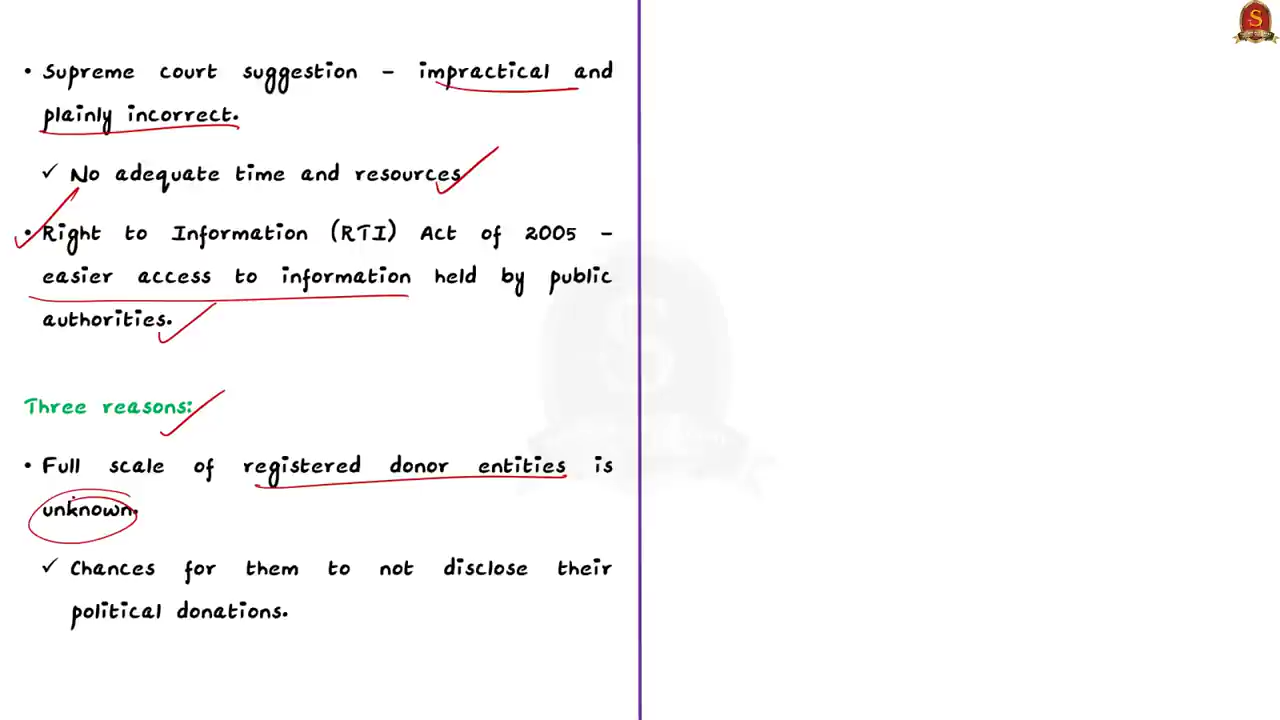 • Supreme court suggestion – impractical and
plainly incorrect.
✓ No adequate time and resources
• Right to Information (RTI) Act of 2005 –
easier access to information held by public
authorities.
Three reasons:
• Full scale of registered donor entities is
unknown.
✓ Chances for them to not disclose their
political donations.